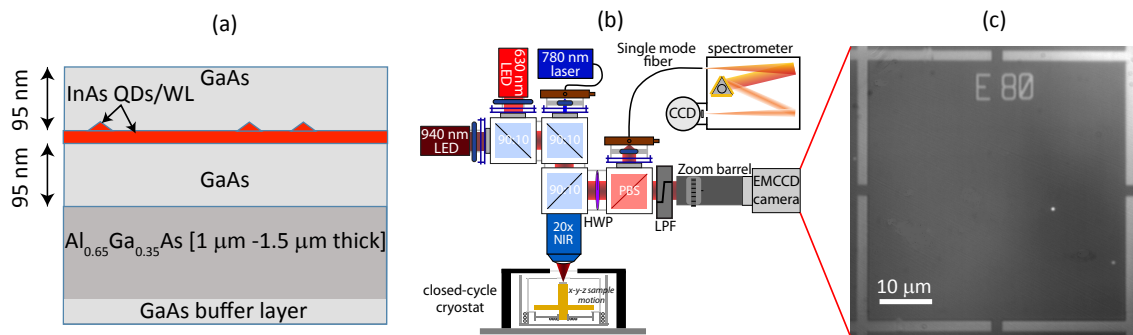 (a)
95 nm
GaAs
InAs QDs/WL
95 nm
GaAs
Al0.65Ga0.35As [1 μm -1.5 μm thick]
GaAs buffer layer
(b)
630 nm
LED
780 nm
laser
Single mode
fiber
spectrometer
CCD
940 nm
LED
90:10
90:10
90:10
HWP
PBS
LPF
Zoom barrel
EMCCD
camera
20x
NIR
closed-cycle
cryostat
x-y-z sample
motion
(c)
E 80
10 μm